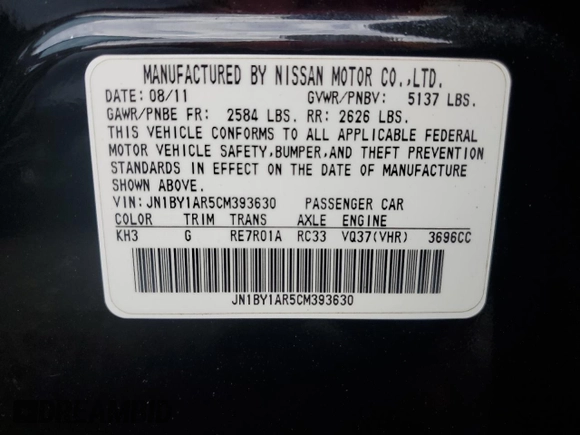 MANUFACTURED BY NISSAN MOTOR CO.,LTD.
DATE: 08/11 GVWR/PNBV: 5137 LBS.
GAWR/PNBE FR: 2584 LBS. RR: 2626 LBS.
THIS VEHICLE CONFORMS TO ALL APPLICABLE FEDERAL
MOTOR VEHICLE SAFETY,BUMPER,AND THEFT PREVENTION
STANDARDS IN EFFECT ON THE DATE OF MANUFACTURE
SHOWN ABOVE.
VIN: JN1BY1AR5CM393630 PASSENGER CAR
COLOR TRIM TRANS AXLE ENGINE
KH3 G RE7R01A RC33 VQ37(VHR) 3696CC
JN1BY1AR5CM393630
DREAMBID